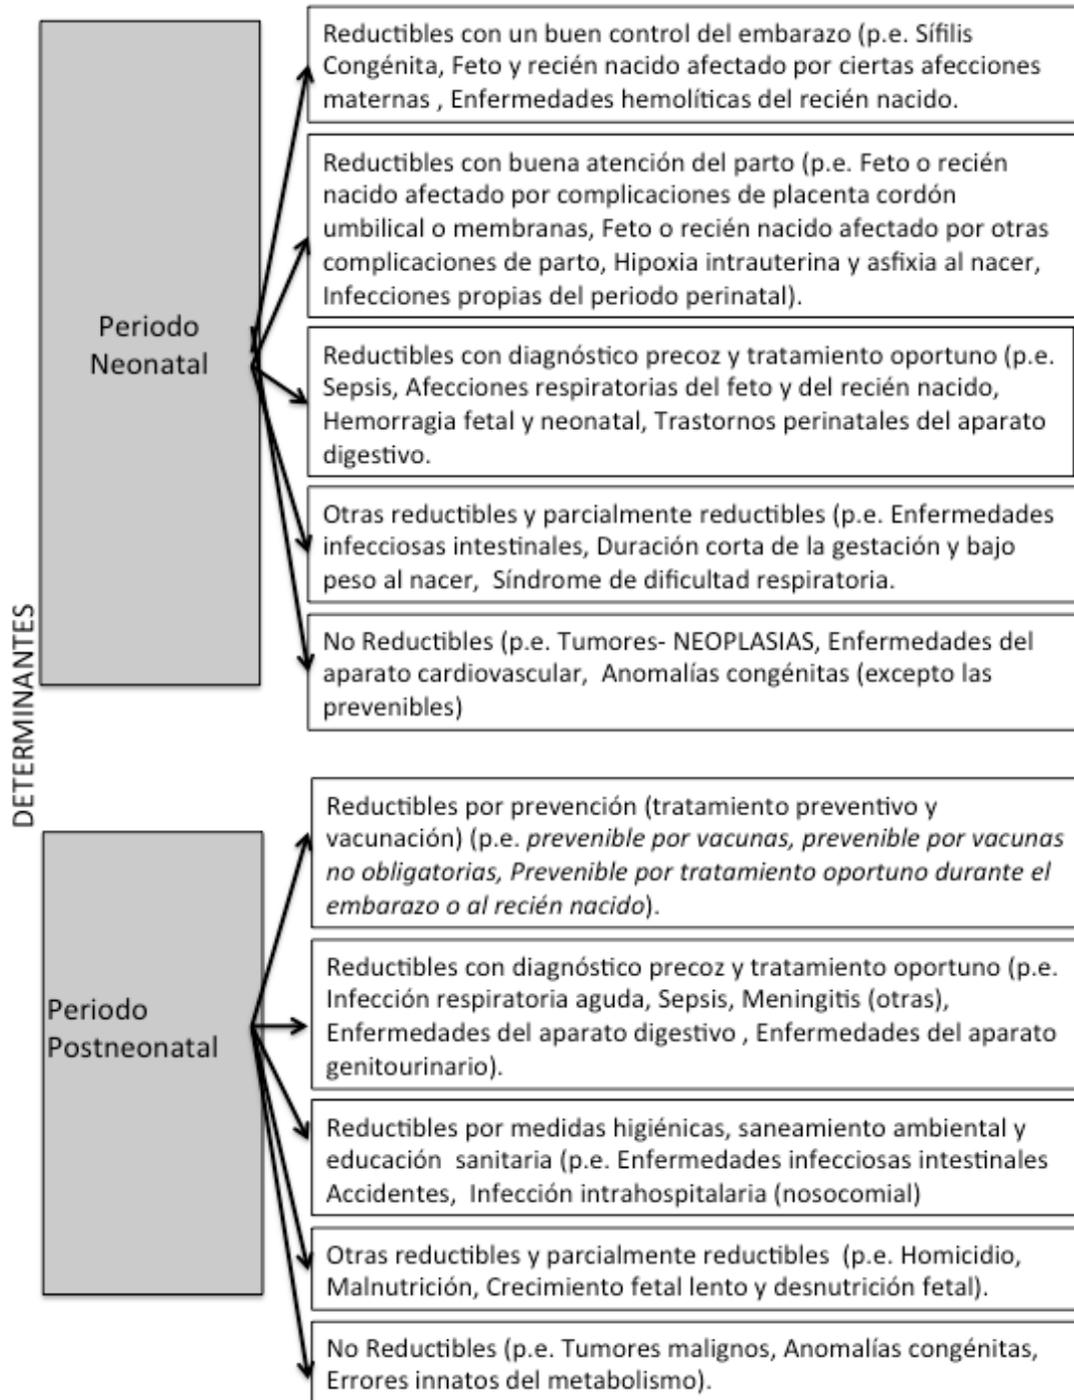 DETERMINANTES
Periodo
Neonatal
Reductibles con un buen control del embarazo (p.e. Sífilis
Congénita, Feto y recién nacido afectado por ciertas afecciones
maternas , Enfermedades hemolíticas del recién nacido.
Reductibles con buena atención del parto (p.e. Feto o recién
nacido afectado por complicaciones de placenta cordón
umbilical o membranas, Feto o recién nacido afectado por otras
complicaciones de parto, Hipoxia intrauterina y asfixia al nacer,
Infecciones propias del periodo perinatal).
Reductibles con diagnóstico precoz y tratamiento oportuno (p.e.
Sepsis, Afecciones respiratorias del feto y del recién nacido,
Hemorragia fetal y neonatal, Trastornos perinatales del aparato
digestivo.
Otras reductibles y parcialmente reductibles (p.e. Enfermedades
infecciosas intestinales, Duración corta de la gestación y bajo
peso al nacer, Síndrome de dificultad respiratoria.
No Reductibles (p.e. Tumores- NEOPLASIAS, Enfermedades del
aparato cardiovascular, Anomalías congénitas (excepto las
prevenibles)
Periodo
Postneonatal
Reductibles por prevención (tratamiento preventivo y
vacunación) (p.e. prevenible por vacunas, prevenible por vacunas
no obligatorias, Prevenible por tratamiento oportuno durante el
embarazo o al recién nacido).
Reductibles con diagnóstico precoz y tratamiento oportuno (p.e.
Infección respiratoria aguda, Sepsis, Meningitis (otras),
Enfermedades del aparato digestivo , Enfermedades del aparato
genitourinario).
Reductibles por medidas higiénicas, saneamiento ambiental y
educación sanitaria (p.e. Enfermedades infecciosas intestinales
Accidentes, Infección intrahospitalaria (nosocomial)
Otras reductibles y parcialmente reductibles (p.e. Homicidio,
Malnutrición, Crecimiento fetal lento y desnutrición fetal).
No Reductibles (p.e. Tumores malignos, Anomalías congénitas,
Errores innatos del metabolismo).